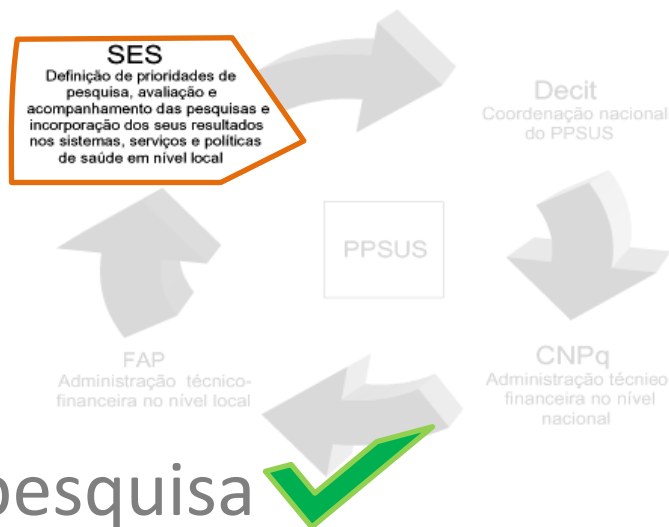 SES
Definição de prioridades de
pesquisa, avaliação e
acompanhamento das pesquisas e
incorporação dos seus resultados
nos sistemas, serviços e políticas
de saúde em nível local
Decit
Coordenação nacional
do PPSUS
PPSUS
FAP
Administração técnico-
financeira no nível local
CNPq
Administração técnico
financeira no nível
nacional
pesquisa